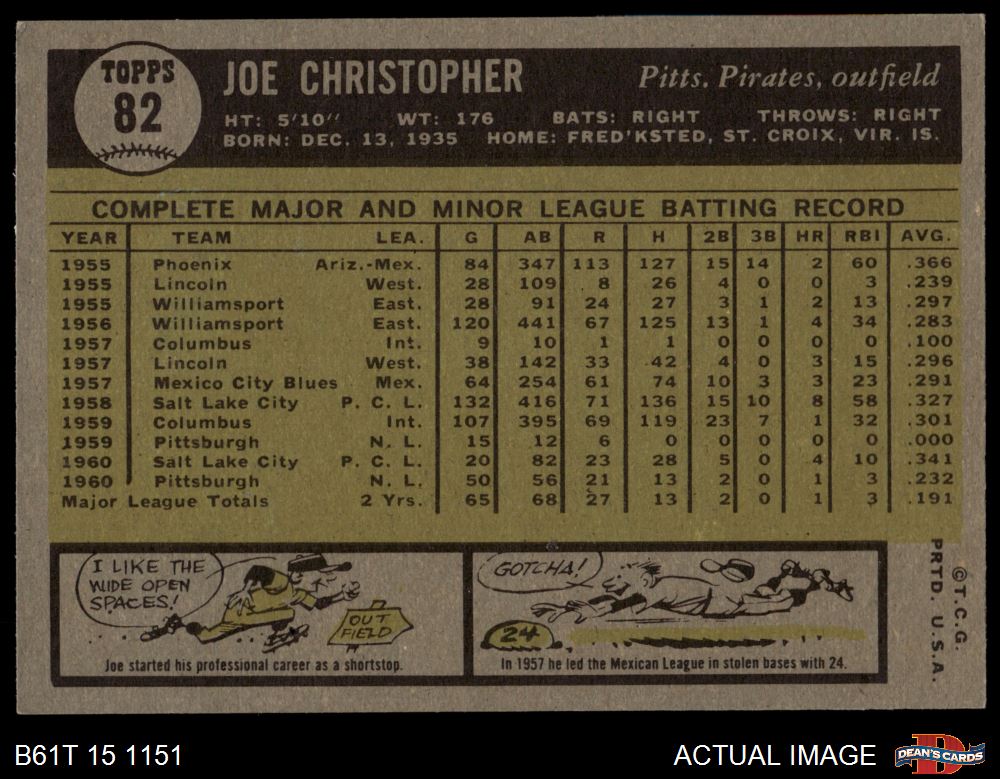 TOPPS
82
JOE CHRISTOPHER
Pitts. Pirates, outfield
HT: 5'10" WT: 176 BATS: RIGHT THROWS: RIGHT
BORN: DEC. 13, 1935 HOME: FRED'KSTED, ST. CROIX, VIR. IS.
COMPLETE MAJOR AND MINOR LEAGUE BATTING RECORD
YEAR TEAM LEA. G AB R H 2B 3B HR RBI AVG.
1955 Phoenix Ariz.-Mex. 84 347 113 127 15 14 2 60 .366
1955 Lincoln West. 28 109 8 26 4 0 0 3 .239
1955 Williamsport East. 28 91 24 27 3 1 2 13 .297
1956 Williamsport East. 120 441 67 125 13 1 4 34 .283
1957 Columbus Int. 9 10 1 1 0 0 0 0 .100
1957 Lincoln West. 38 142 33 42 4 0 3 15 .296
1957 Mexico City Blues Mex. 64 254 61 74 10 3 3 23 .291
1958 Salt Lake City P. C. L. 132 416 71 136 15 10 8 58 .327
1959 Columbus Int. 107 395 69 119 23 7 1 32 .301
1959 Pittsburgh N. L. 15 12 6 0 0 0 0 0 .000
1960 Salt Lake City P. C. L. 20 82 23 28 5 0 4 10 .341
1960 Pittsburgh N. L. 50 56 21 13 2 0 1 3 .232
Major League Totals 2 Yrs. 65 68 27 13 2 0 1 3 .191
I LIKE THE
WIDE OPEN
SPACES!
OUT
FIELD
Joe started his professional career as a shortstop.
GOTCHA!
24
In 1957 he led the Mexican League in stolen bases with 24.
©T.C.G.
PRTD. U.S.A.
B61T 15 1151
ACTUAL IMAGE
DEAN'S CARDS